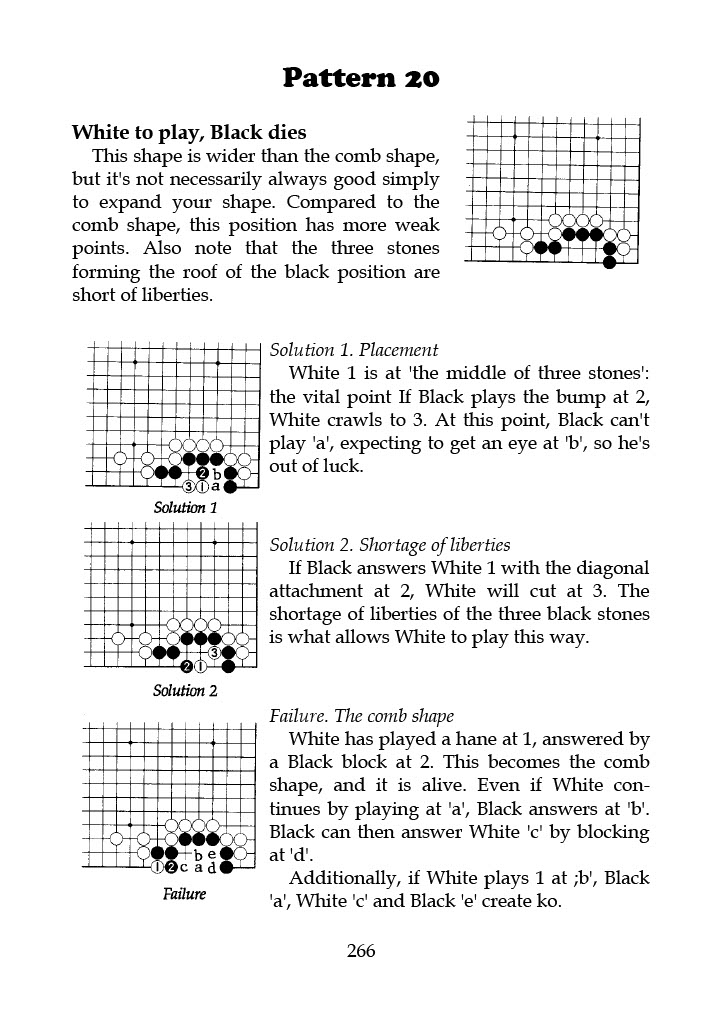 Pattern 20
White to play, Black dies
This shape is wider than the comb shape,
but it's not necessarily always good simply
to expand your shape. Compared to the
comb shape, this position has more weak
points. Also note that the three stones
forming the roof of the black position are
short of liberties.
Solution 1. Placement
White 1 is at 'the middle of three stones':
the vital point If Black plays the bump at 2,
White crawls to 3. At this point, Black can't
play 'a', expecting to get an eye at 'b', so he's
out of luck.
2 b
3 1 a
Solution 1
Solution 2. Shortage of liberties
If Black answers White 1 with the diagonal
attachment at 2, White will cut at 3. The
shortage of liberties of the three black stones
is what allows White to play this way.
3
2 1
Solution 2
Failure. The comb shape
White has played a hane at 1, answered by
a Black block at 2. This becomes the comb
shape, and it is alive. Even if White con-
tinues by playing at 'a', Black answers at 'b'.
Black can then answer White 'c' by blocking
at 'd'.
Additionally, if White plays 1 at ;b', Black
'a', White 'c' and Black 'e' create ko.
b e
1 2 c a d
Failure
266